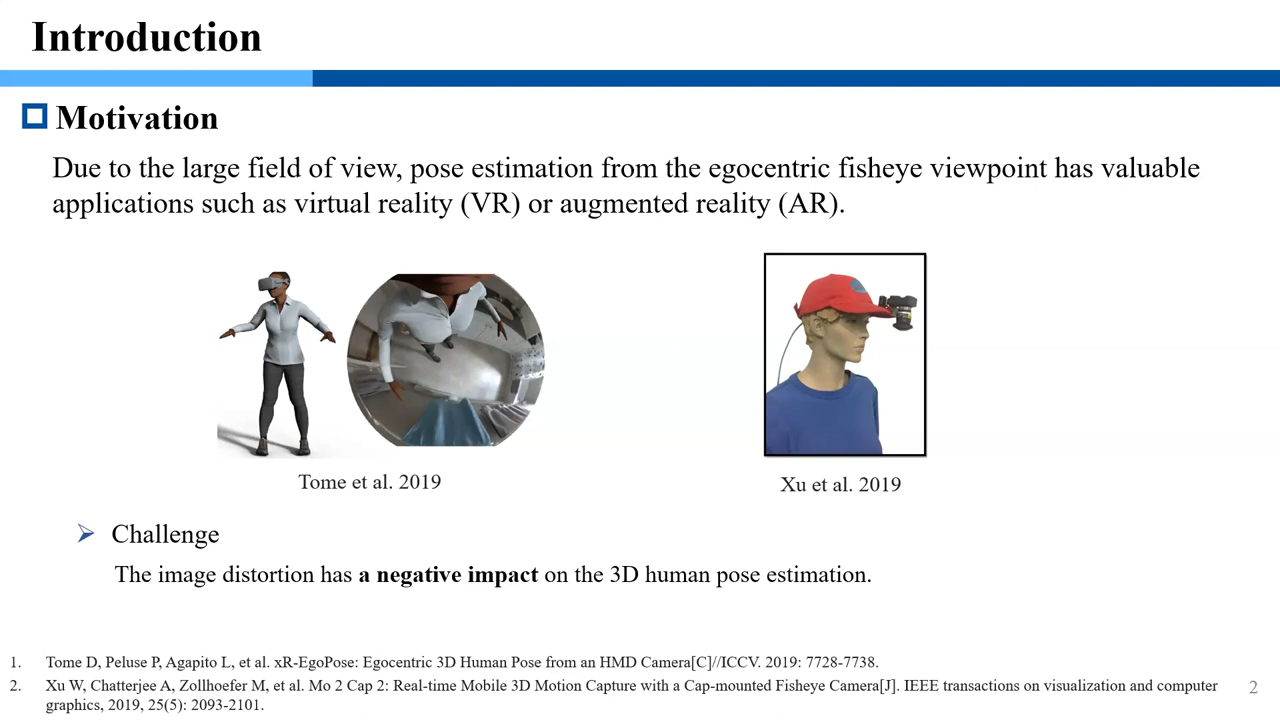 Introduction
Motivation
Due to the large field of view, pose estimation from the egocentric fisheye viewpoint has valuable
applications such as virtual reality (VR) or augmented reality (AR).
Tome et al. 2019
Xu et al. 2019
Challenge
The image distortion has a negative impact on the 3D human pose estimation.
1. Tome D, Peluse P, Agapito L, et al. xR-EgoPose: Egocentric 3D Human Pose from an HMD Camera[C]//ICCV. 2019: 7728-7738.
2. Xu W, Chatterjee A, Zollhoefer M, et al. Mo 2 Cap 2: Real-time Mobile 3D Motion Capture with a Cap-mounted Fisheye Camera[J]. IEEE transactions on visualization and computer
graphics, 2019, 25(5): 2093-2101.
2